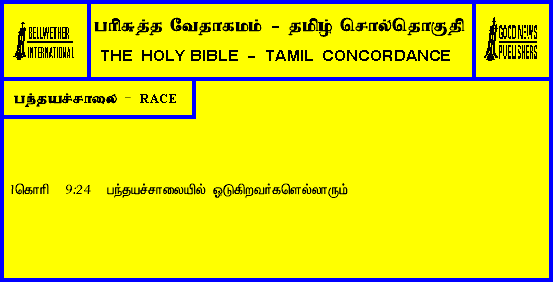 BELLWETHER
INTERNATIONAL
பரிசுத்த வேதாகமம் - தமிழ் சொல்தொகுதி
THE HOLY BIBLE - TAMIL CONCORDANCE
GOOD NEWS
PUBLISHERS
பந்தயச்சாலை - RACE
1கொரி 9:24 பந்தயச்சாலையில் ஒடுகிறவர்களெல்லாரும்